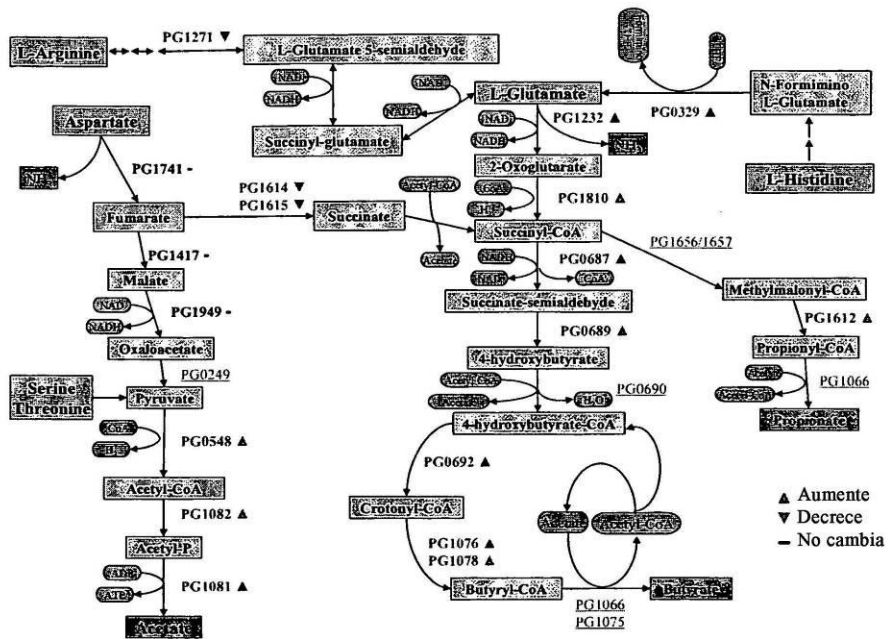 PG1271 ▼
L-Arginine
L-Glutamate 5-semialdehyde
NAD
NADH
NAD
NADH
L-Glutamate
N-Formimino
L-Glutamate
PG0329 ▲
Aspartate
Succinyl-glutamate
NAD
NADH
PG1232 ▲
NH
PG1741 -
NH
2-Oxoglutarate
L-Histidine
PG1614 ▼
PG1615 ▼
Acetyl-CoA
CoA
PG1810 ▲
Fumarate
Succinate
Succinyl-CoA
PG1656/1657
PG1417 -
Acetate
NADH
NAD
CoA
PG0687 ▲
Malate
Methylmalonyl-CoA
NAD
NADH
PG1949 -
Succinate-semialdehyde
PG1612 ▲
PG0689 ▲
Oxaloacetate
Propionyl-CoA
PG0249
4-hydroxybutyrate
PG1066
Serine
Threonine
Pyruvate
Acetyl-CoA
Acetate
H₂O
PG0690
Propionate
CoA
PG0548 ▲
4-hydroxybutyrate-CoA
PG0692 ▲
Acetyl-CoA
Crotonyl-CoA
Acetyl-CoA
▲ Aumente
▼ Decrece
- No cambia
PG1082 ▲
Acetyl-P
PG1076 ▲
PG1078 ▲
ADP
ATP
PG1081 ▲
Butyryl-CoA
Butyrate
PG1066
PG1075
Acetate